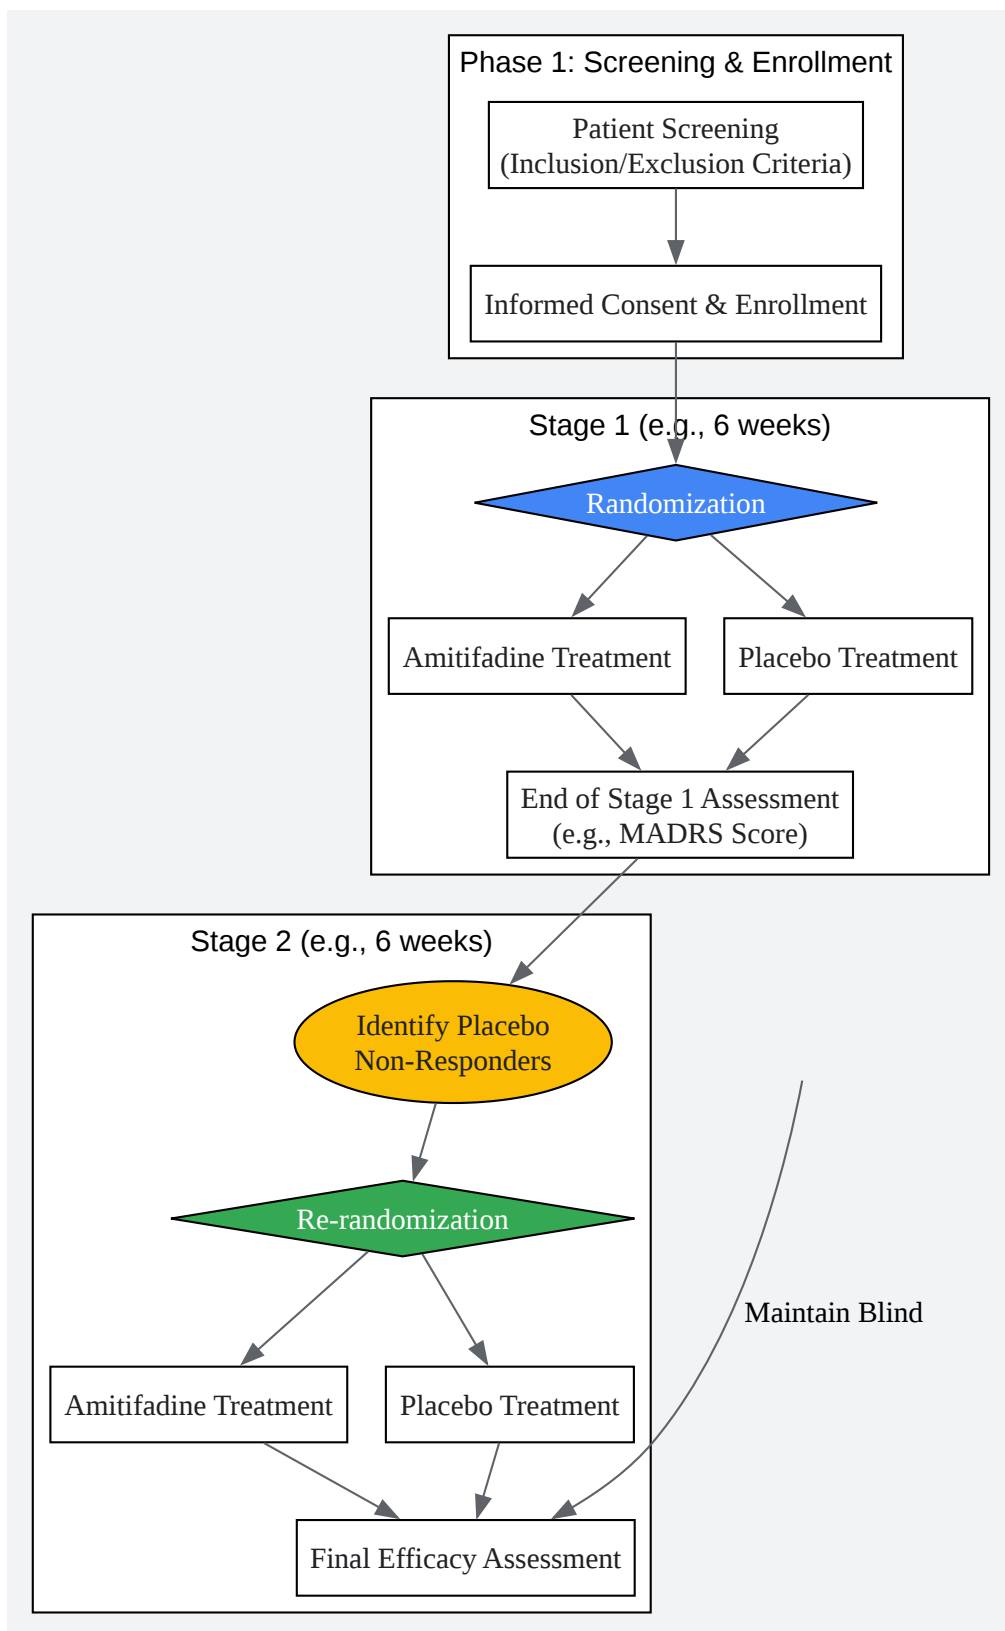 Phase 1: Screening & Enrollment
Patient Screening
(Inclusion/Exclusion Criteria)
Informed Consent & Enrollment
Stage 1 (e.g., 6 weeks)
Randomization
Amitifadine Treatment
Placebo Treatment
End of Stage 1 Assessment
(e.g., MADRS Score)
Stage 2 (e.g., 6 weeks)
Identify Placebo
Non-Responders
Re-randomization
Maintain Blind
Amitifadine Treatment
Placebo Treatment
Final Efficacy Assessment